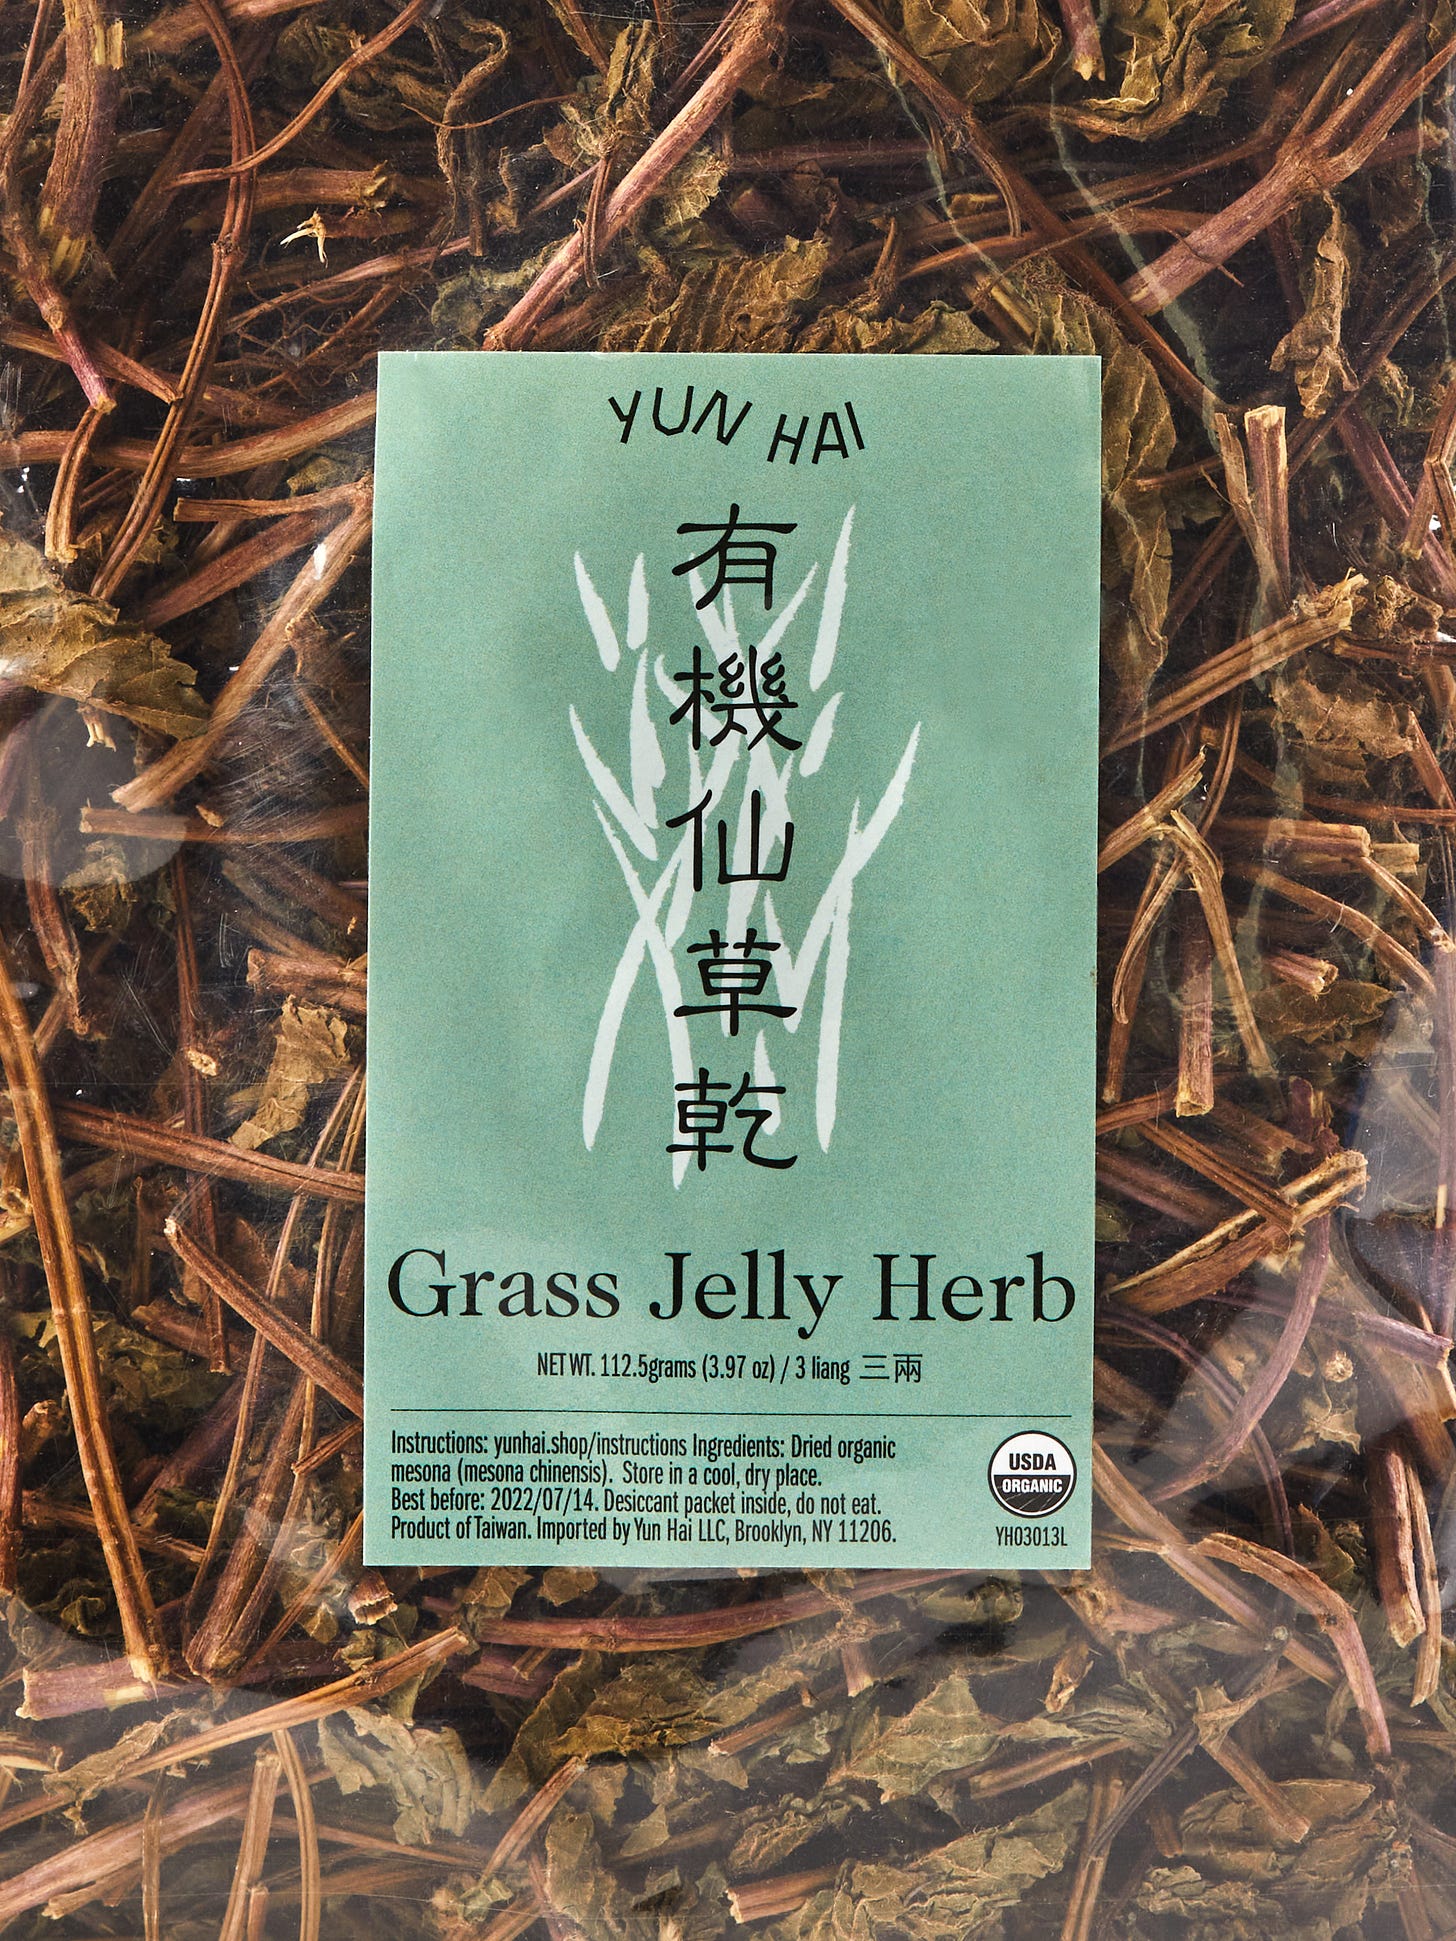 YUN HAI
有機仙草乾
Grass Jelly Herb
NET WT. 112.5grams (3.97 oz) / 3 liang 三兩
Instructions: yunhai.shop/instructions Ingredients: Dried organic
mesona (mesona chinensis). Store in a cool, dry place.
Best before: 2022/07/14. Desiccant packet inside, do not eat.
Product of Taiwan. Imported by Yun Hai LLC, Brooklyn, NY 11206.
USDA
ORGANIC
YH03013L